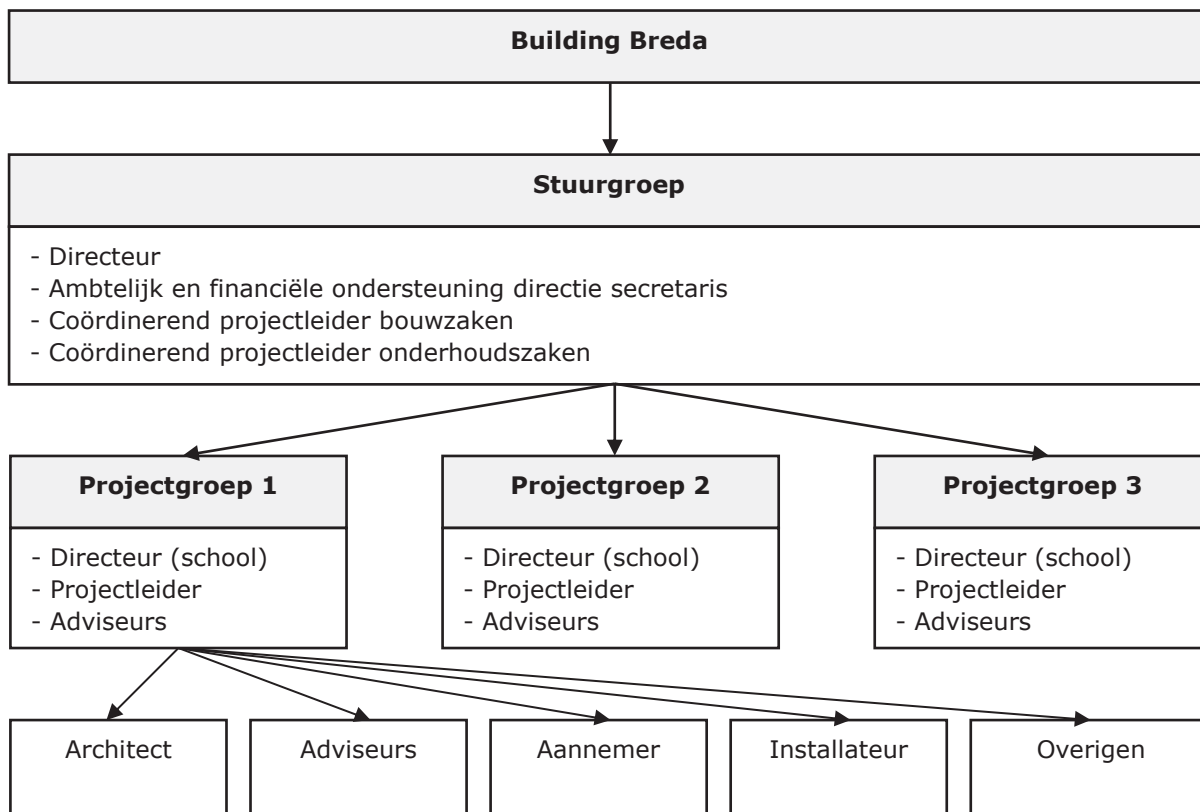 Building Breda
Stuurgroep
- Directeur
- Ambtelijk en financiële ondersteuning directie secretaris
- Coördinerend projectleider bouwzaken
- Coördinerend projectleider onderhoudszaken
Projectgroep 1
- Directeur (school)
- Projectleider
- Adviseurs
Projectgroep 2
- Directeur (school)
- Projectleider
- Adviseurs
Projectgroep 3
- Directeur (school)
- Projectleider
- Adviseurs
Architect
Adviseurs
Aannemer
Installateur
Overigen